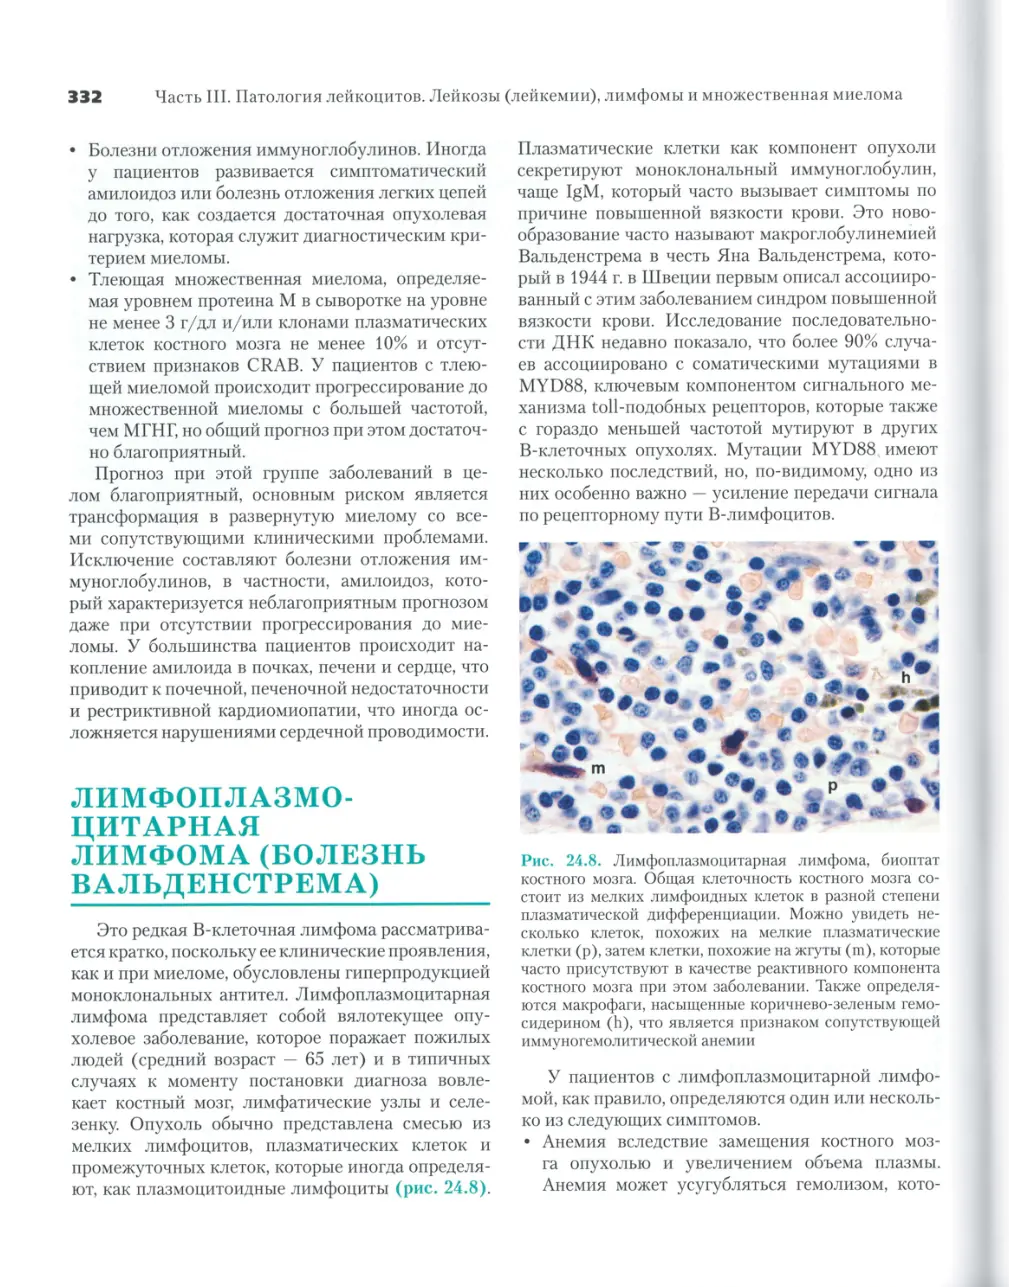 332 Часть III. Патология лейкоцитов. Лейкозы (лейкемии), лимфомы и множественная миелома
• Болезни отложения иммуноглобулинов. Иногда
у пациентов развивается симптоматический
амилоидоз или болезнь отложения легких цепей
до того, как создается достаточная опухолевая
нагрузка, которая служит диагностическим кри-
терием миеломы.
• Тлеющая множественная миелома, определяе-
мая уровнем протеина М в сыворотке на уровне
не менее 3 г/дл и/или клонами плазматических
клеток костного мозга не менее 10% и отсут-
ствием признаков CRAB. У пациентов с тлею-
щей миеломой происходит прогрессирование до
множественной миеломы с большей частотой,
чем МГНГ, но общий прогноз при этом достаточ-
но благоприятный.
Прогноз при этой группе заболеваний в це-
лом благоприятный, основным риском является
трансформация в развернутую миелому со все-
ми сопутствующими клиническими проблемами.
Исключение составляют болезни отложения им-
муноглобулинов, в частности, амилоидоз, кото-
рый характеризуется неблагоприятным прогнозом
даже при отсутствии прогрессирования до мие-
ломы. У большинства пациентов происходит на-
копление амилоида в почках, печени и сердце, что
приводит к почечной, печеночной недостаточности
и рестриктивной кардиомиопатии, что иногда ос-
ложняется нарушениями сердечной проводимости.
ЛИМФОПЛАЗМО-
ЦИТАРНАЯ
ЛИМФОМА (БОЛЕЗНЬ
ВАЛЬДЕНСТРЕМА)
Это редкая В-клеточная лимфома рассматрива-
ется кратко, поскольку ее клинические проявления,
как и при миеломе, обусловлены гиперпродукцией
моноклональных антител. Лимфоплазмоцитарная
лимфома представляет собой вялотекущее опу-
холевое заболевание, которое поражает пожилых
людей (средний возраст — 65 лет) и в типичных
случаях к моменту постановки диагноза вовле-
кает костный мозг, лимфатические узлы и селе-
зенку. Опухоль обычно представлена смесью из
мелких лимфоцитов, плазматических клеток и
промежуточных клеток, которые иногда определя-
ют, как плазмоцитоидные лимфоциты (рис. 24.8).
Плазматические клетки как компонент опухоли
секретируют моноклональный иммуноглобулин,
чаще IgM, который часто вызывает симптомы по
причине повышенной вязкости крови. Это ново-
образование часто называют макроглобулинемией
Вальденстрема в честь Яна Вальденстрема, кото-
рый в 1944 г. в Швеции первым описал ассоцииро-
ванный с этим заболеванием синдром повышенной
вязкости крови. Исследование последовательно-
сти ДНК недавно показало, что более 90% случа-
ев ассоциировано с соматическими мутациями в
MYD88, ключевым компонентом сигнального ме-
ханизма toll-подобных рецепторов, которые также
с гораздо меньшей частотой мутируют в других
В-клеточных опухолях. Мутации MYD88 имеют
несколько последствий, но, по-видимому, одно из
них особенно важно — усиление передачи сигнала
по рецепторному пути В-лимфоцитов.
h
m
p
Рис. 24.8. Лимфоплазмоцитарная лимфома, биоптат
костного мозга. Общая клеточность костного мозга со-
стоит из мелких лимфоидных клеток в разной степени
плазматической дифференциации. Можно увидеть не-
сколько клеток, похожих на мелкие плазматические
клетки (p), затем клетки, похожие на жгуты (m), которые
часто присутствуют в качестве реактивного компонента
костного мозга при этом заболевании. Также определя-
ются макрофаги, насыщенные коричнево-зеленым гемо-
сидерином (h), что является признаком сопутствующей
иммуногемолитической анемии
У пациентов с лимфоплазмоцитарной лимфо-
мой, как правило, определяются один или несколь-
ко из следующих симптомов.
• Анемия вследствие замещения костного моз-
га опухолью и увеличением объема плазмы.
Анемия может усугубляться гемолизом, кото-